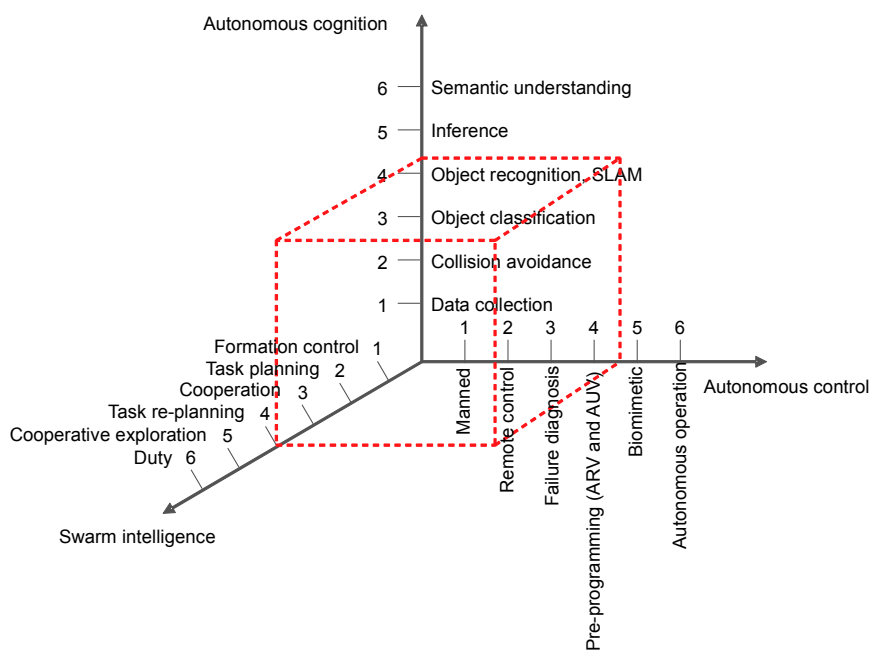 Autonomous cognition
6 Semantic understanding
5 Inference
4 Object recognition, SLAM
3 Object classification
2 Collision avoidance
1 Data collection
1 2 3 4 5 6
Manned
Remote control
Failure diagnosis
Pre-programming (ARV and AUV)
Biomimetic
Autonomous operation
Autonomous control
Formation control 1
Task planning 2
Cooperation 3
Task re-planning 4
Cooperative exploration 5
Duty 6
Swarm intelligence